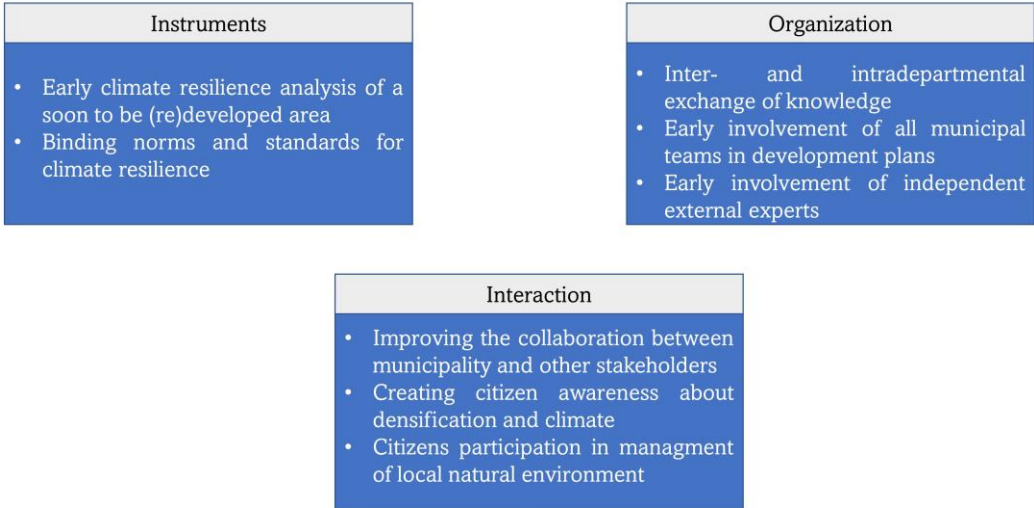 Instruments
• Early climate resilience analysis of a
soon to be (re)developed area
• Binding norms and standards for
climate resilience
Organization
• Inter- and intradepartmental
exchange of knowledge
• Early involvement of all municipal
teams in development plans
• Early involvement of independent
external experts
Interaction
• Improving the collaboration between
municipality and other stakeholders
• Creating citizen awareness about
densification and climate
• Citizens participation in managment
of local natural environment